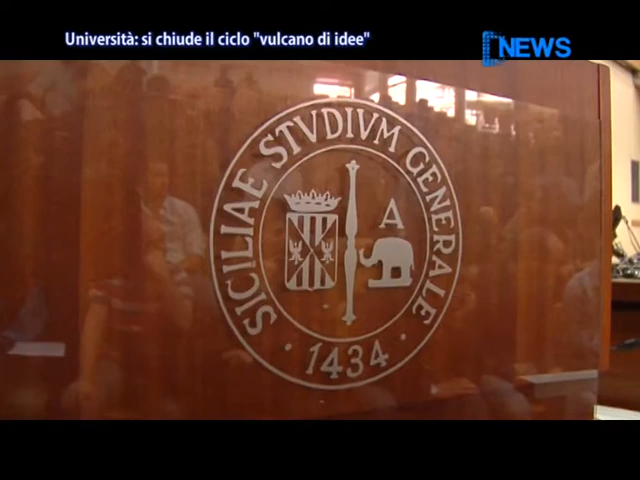 Università: si chiude il ciclo "vulcano di idee"
NEWS
SICILIAE STVDIVM GENERALE
A
1434